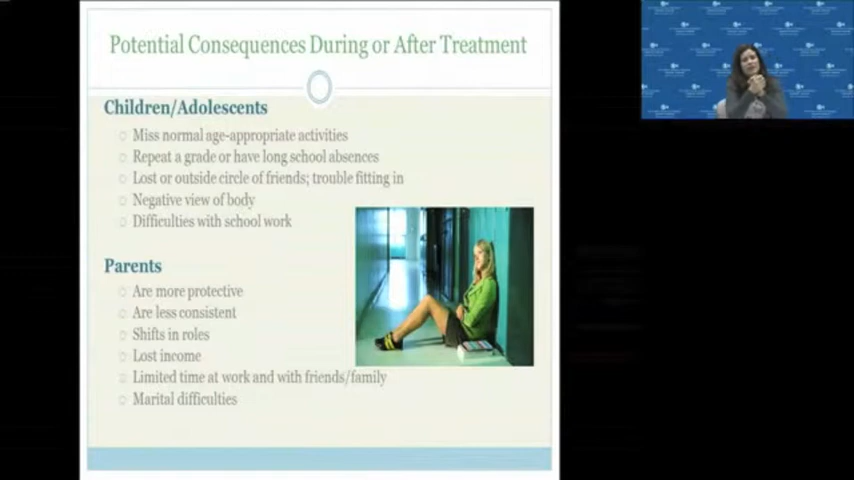 Potential Consequences During or After Treatment
Children/Adolescents
Miss normal age-appropriate activities
Repeat a grade or have long school absences
Lost or outside circle of friends; trouble fitting in
Negative view of body
Difficulties with school work
Parents
Are more protective
Are less consistent
Shifts in roles
Lost income
Limited time at work and with friends/family
Marital difficulties